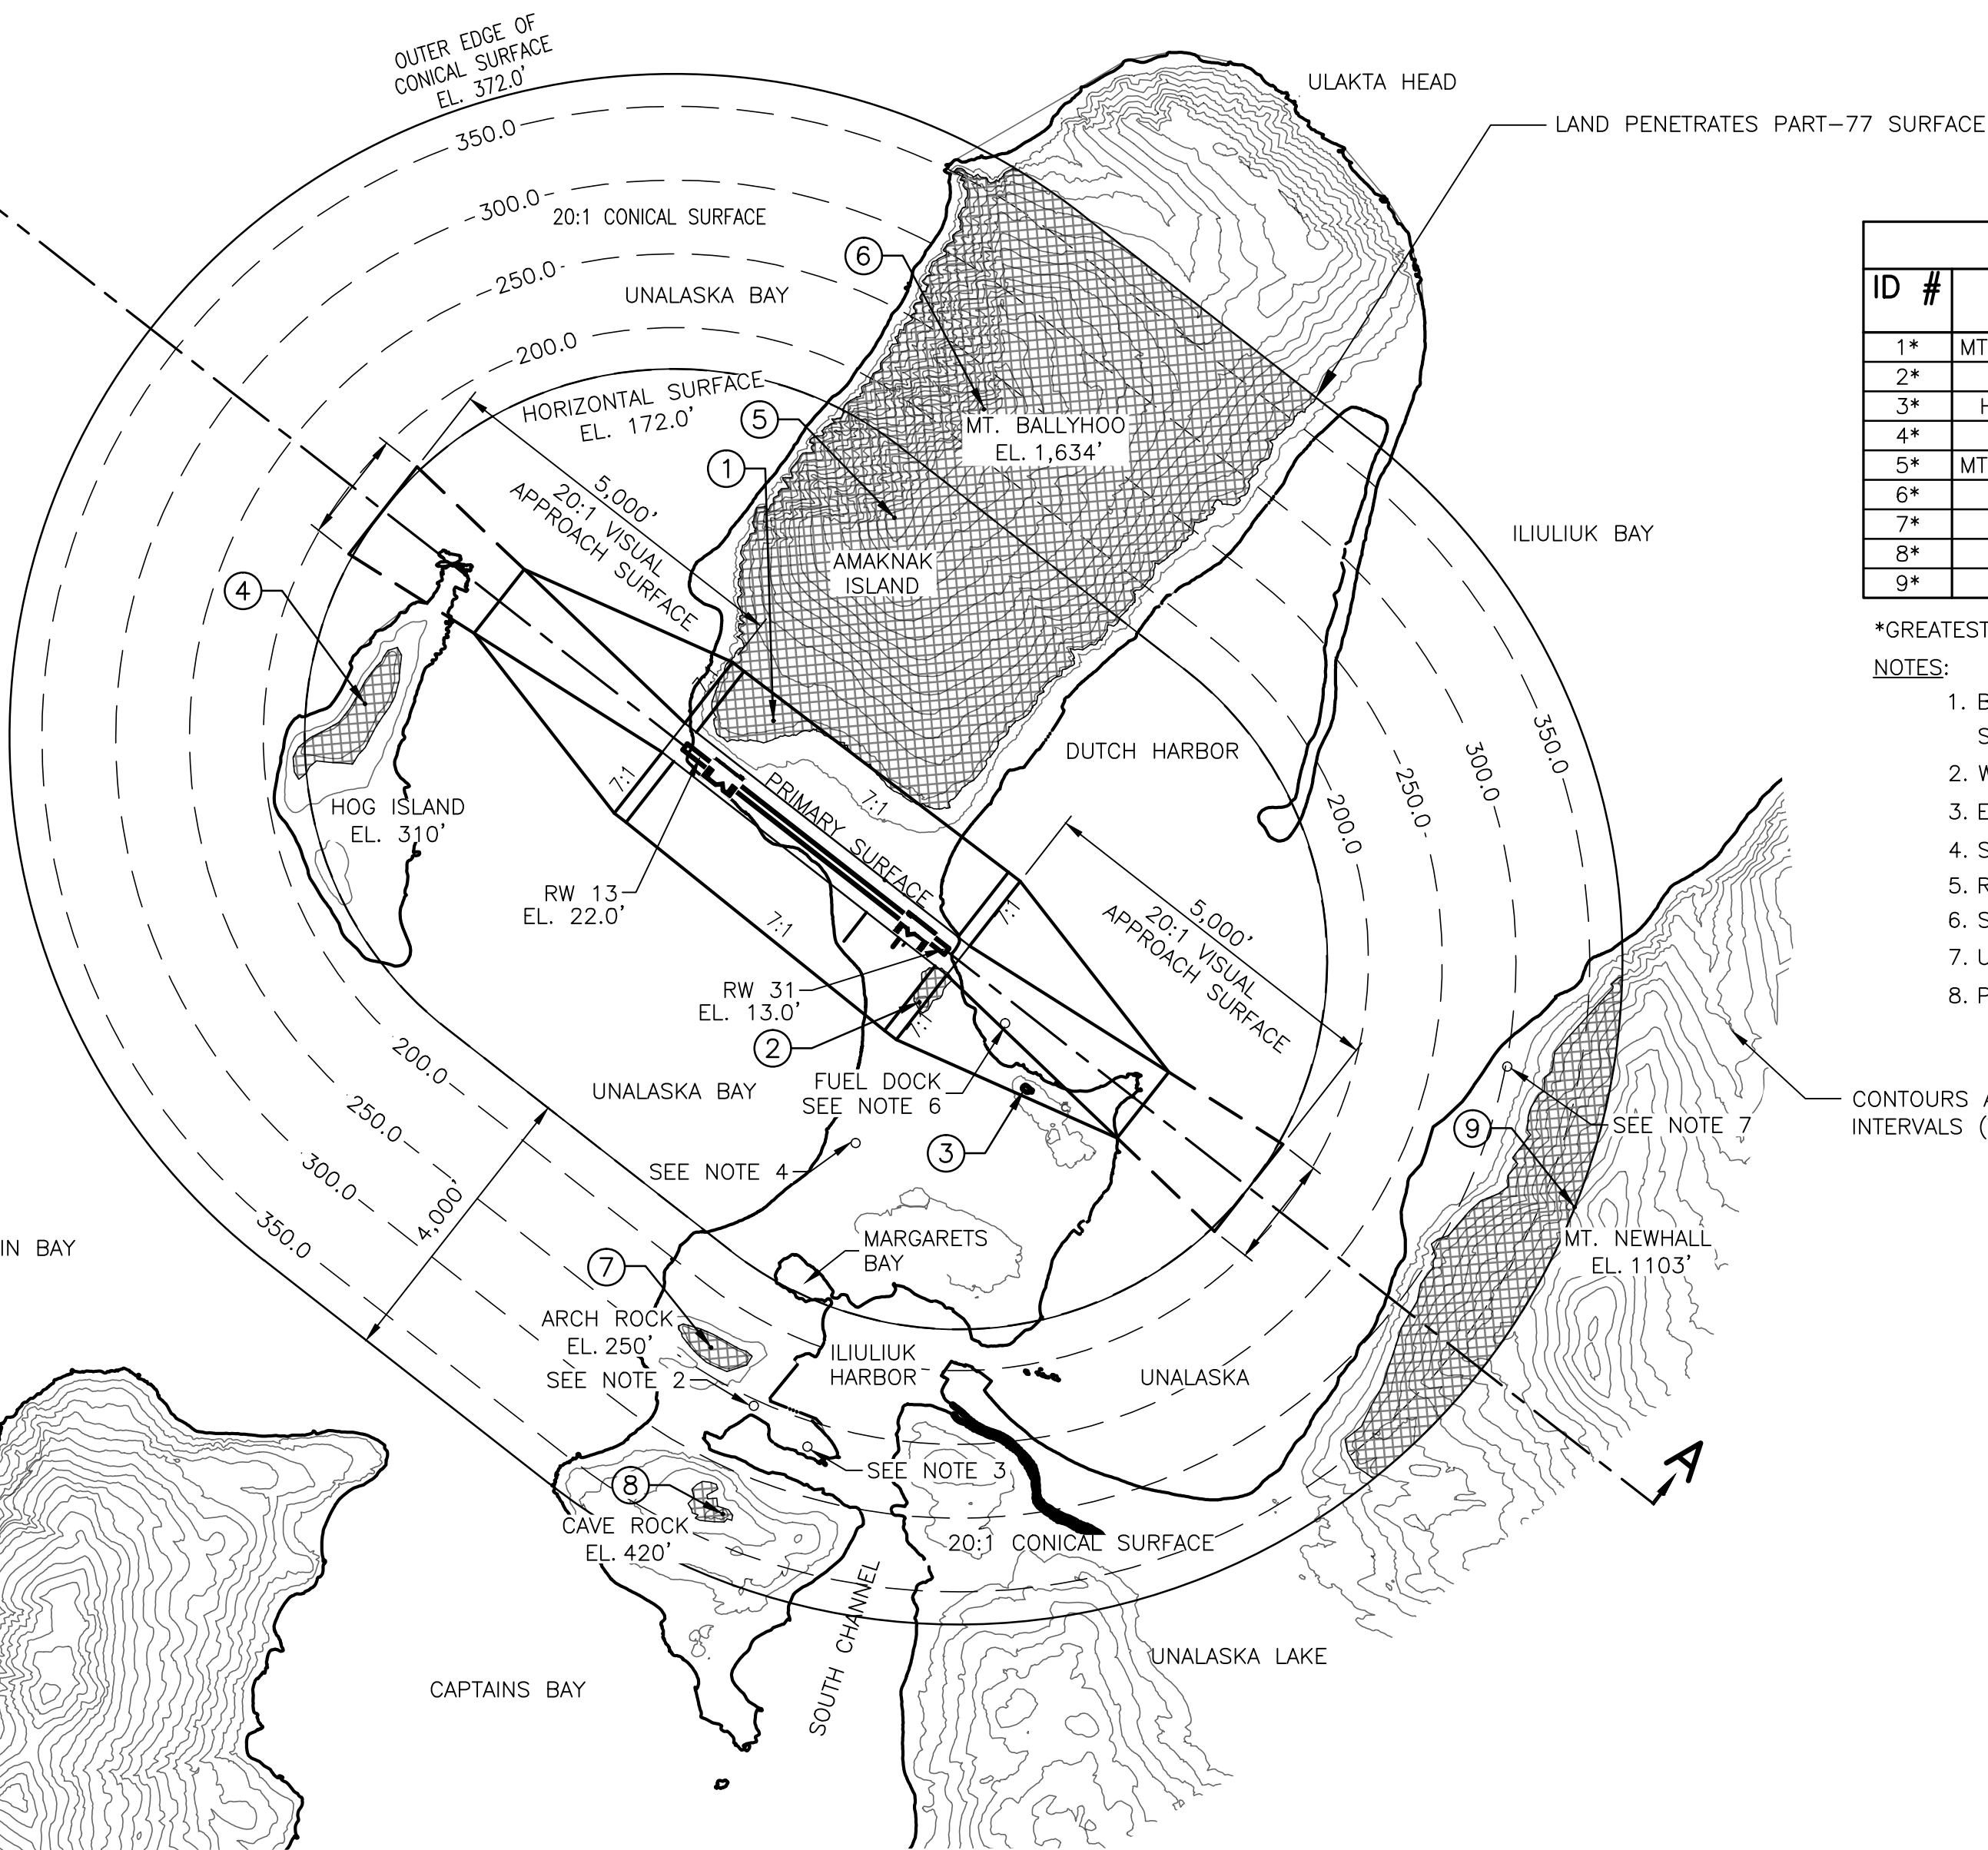 OUTER EDGE OF
CONICAL SURFACE
EL. 372.0'
350.0
300.0
20:1 CONICAL SURFACE
250.0
UNALASKA BAY
200.0
HORIZONTAL SURFACE
EL. 172.0'
5,000'
20:1 VISUAL
APPROACH SURFACE
ULAKTA HEAD
LAND PENETRATES PART-77 SURFACE
6
5
1
MT. BALLYHOO
EL. 1,634'
AMAKNAK
ISLAND
ILIULIUK BAY
DUTCH HARBOR
4
HOG ISLAND
EL. 310'
7:1
PRIMARY SURFACE
7:1
RW 13
EL. 22.0'
7:1
7:1
RW 31
EL. 13.0'
2
7:1
5,000'
20:1 VISUAL
APPROACH SURFACE
200.0
250.0
300.0
350.0
UNALASKA BAY
FUEL DOCK
SEE NOTE 6
3
SEE NOTE 4
200.0
250.0
300.0
350.0
4,000'
IN BAY
MARGARETS
BAY
7
ARCH ROCK
EL. 250'
SEE NOTE 2
ILIULIUK
HARBOR
UNALASKA
SEE NOTE 3
8
CAVE ROCK
EL. 420'
20:1 CONICAL SURFACE
SOUTH CHANNEL
CAPTAINS BAY
UNALASKA LAKE
9
SEE NOTE 7
MT. NEWHALL
EL. 1103'
A
CONTOURS A
INTERVALS (
ID #
1* MT
2*
3* H
4*
5* MT
6*
7*
8*
9*
*GREATEST
NOTES:
1. B
S
2. W
3. E
4. S
5. R
6. S
7. U
8. P